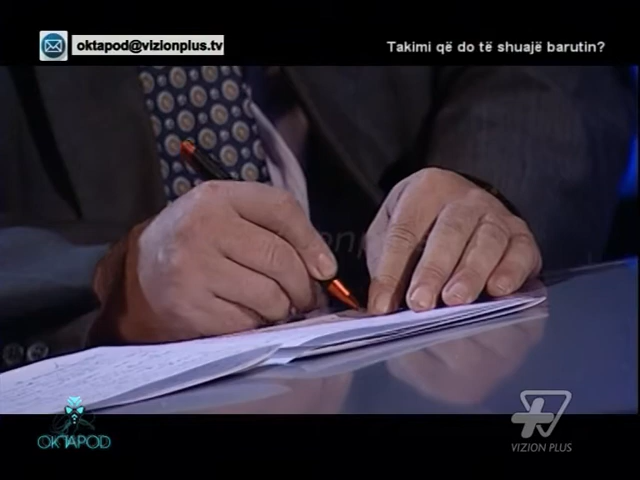 oktapod@vizionplus.tv
Takimi që do të shuajë barutin?
OKTAPOD
VIZION PLUS